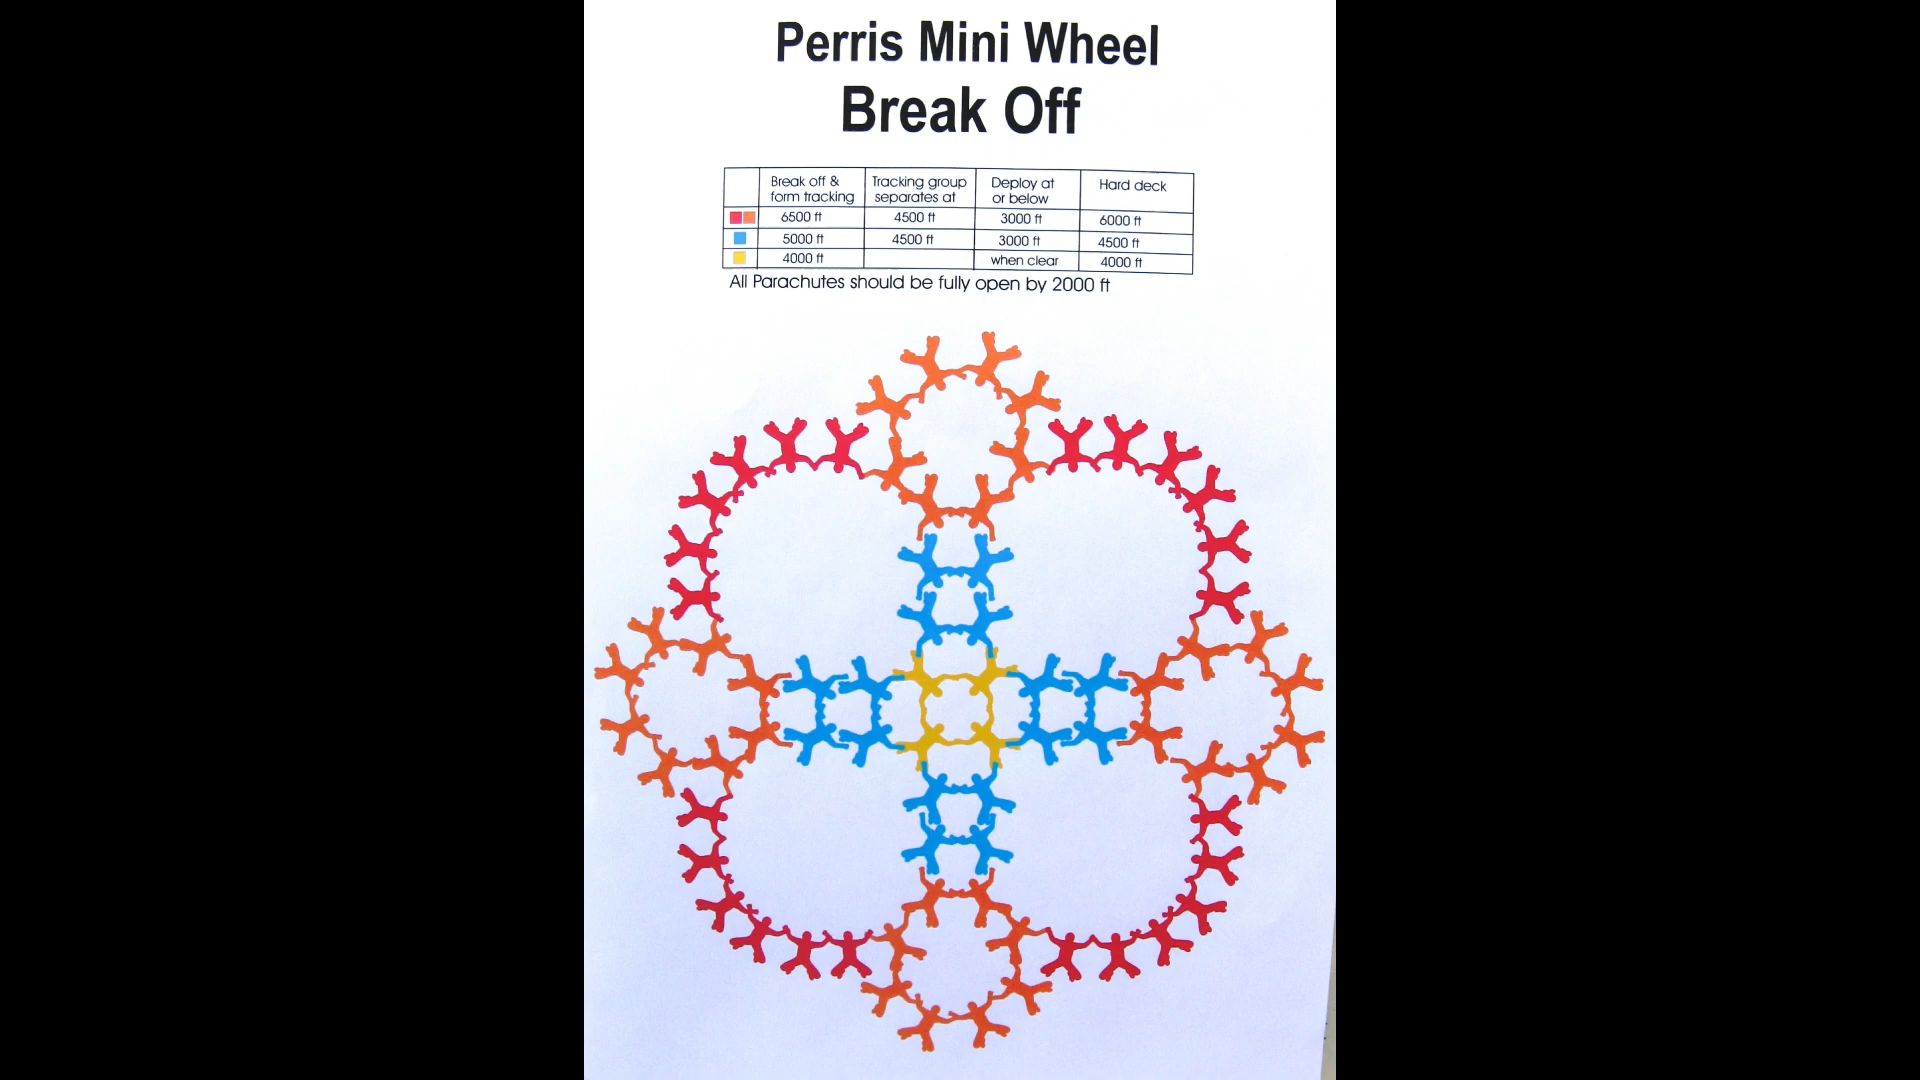 Perris Mini Wheel
Break Off
Break off & form tracking Tracking group separates at Deploy at or below Hard deck
6500 ft 4500 ft 3000 ft 6000 ft
5000 ft 4500 ft 3000 ft 4500 ft
4000 ft when clear 4000 ft
All Parachutes should be fully open by 2000 ft